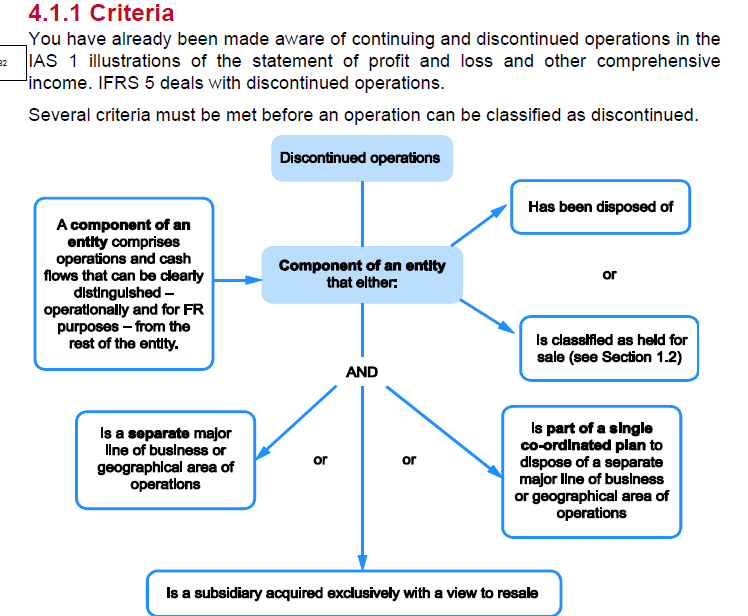 4.1.1 Criteria
You have already been made aware of continuing and discontinued operations in the
IAS 1 illustrations of the statement of profit and loss and other comprehensive
income. IFRS 5 deals with discontinued operations.
Several criteria must be met before an operation can be classified as discontinued.
Discontinued operations
A component of an
entity comprises
operations and cash
flows that can be clearly
distinguished –
operationally and for FR
purposes – from the
rest of the entity.
Component of an entity
that either:
Has been disposed of
or
Is classified as held for
sale (see Section 1.2)
AND
Is a separate major
line of business or
geographical area of
operations
or
or
Is part of a single
co-ordinated plan to
dispose of a separate
major line of business
or geographical area of
operations
Is a subsidiary acquired exclusively with a view to resale